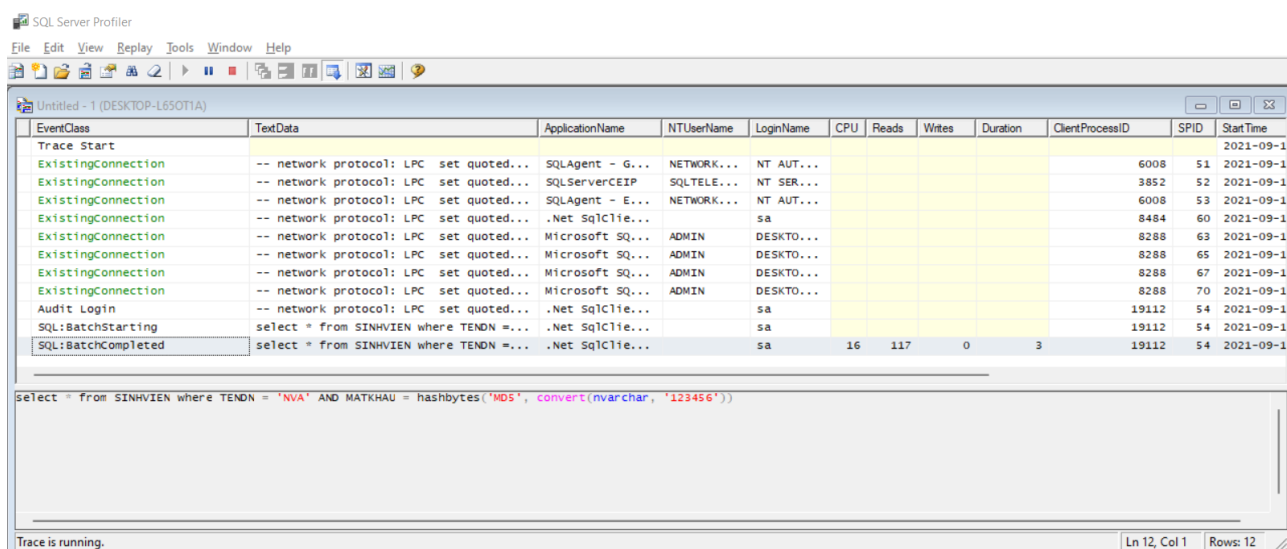 SQL Server Profiler
File Edit View Replay Tools Window Help
Untitled - 1 (DESKTOP-L65OT1A)
EventClass TextData ApplicationName NTUserName LoginName CPU Reads Writes Duration ClientProcessID SPID StartTime
Trace Start 2021-09-1
ExistingConnection -- network protocol: LPC set quoted... SQLAgent - G... NETWORK... NT AUT... 6008 51 2021-09-1
ExistingConnection -- network protocol: LPC set quoted... SQLServerCEIP SQLTELE... NT SER... 3852 52 2021-09-1
ExistingConnection -- network protocol: LPC set quoted... SQLAgent - E... NETWORK... NT AUT... 6008 53 2021-09-1
ExistingConnection -- network protocol: LPC set quoted... .Net SqlClie... sa 8484 60 2021-09-1
ExistingConnection -- network protocol: LPC set quoted... Microsoft SQ... ADMIN DESKTO... 8288 63 2021-09-1
ExistingConnection -- network protocol: LPC set quoted... Microsoft SQ... ADMIN DESKTO... 8288 65 2021-09-1
ExistingConnection -- network protocol: LPC set quoted... Microsoft SQ... ADMIN DESKTO... 8288 67 2021-09-1
ExistingConnection -- network protocol: LPC set quoted... Microsoft SQ... ADMIN DESKTO... 8288 70 2021-09-1
Audit Login -- network protocol: LPC set quoted... .Net SqlClie... sa 19112 54 2021-09-1
SQL:BatchStarting select * from SINHVIEN where TENDN =... .Net SqlClie... sa 19112 54 2021-09-1
SQL:BatchCompleted select * from SINHVIEN where TENDN =... .Net SqlClie... sa 16 117 0 3 19112 54 2021-09-1
select * from SINHVIEN where TENDN = 'NVA' AND MATKHAU = hashbytes('MD5', convert(nvarchar, '123456'))
Trace is running. Ln 12, Col 1 Rows: 12